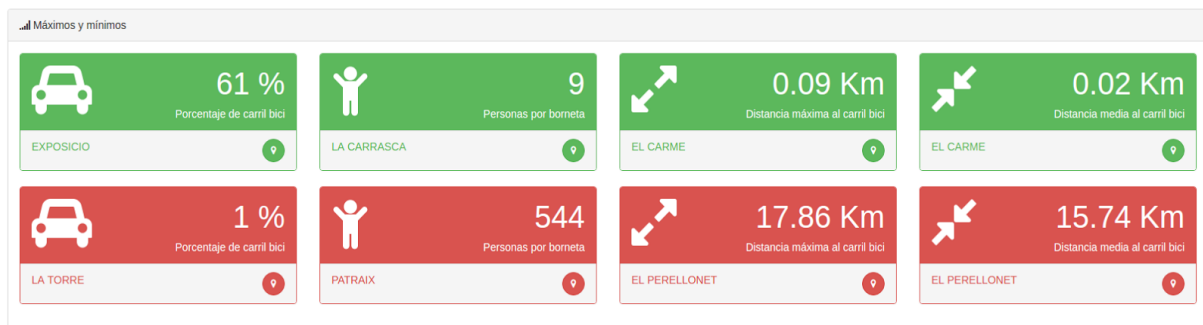 Máximos y mínimos
61 %
Porcentaje de carril bici
EXPOSICIO
9
Personas por borneta
LA CARRASCA
0.09 Km
Distancia máxima al carril bici
EL CARME
0.02 Km
Distancia media al carril bici
EL CARME
1 %
Porcentaje de carril bici
LA TORRE
544
Personas por borneta
PATRAIX
17.86 Km
Distancia máxima al carril bici
EL PERELLONET
15.74 Km
Distancia media al carril bici
EL PERELLONET